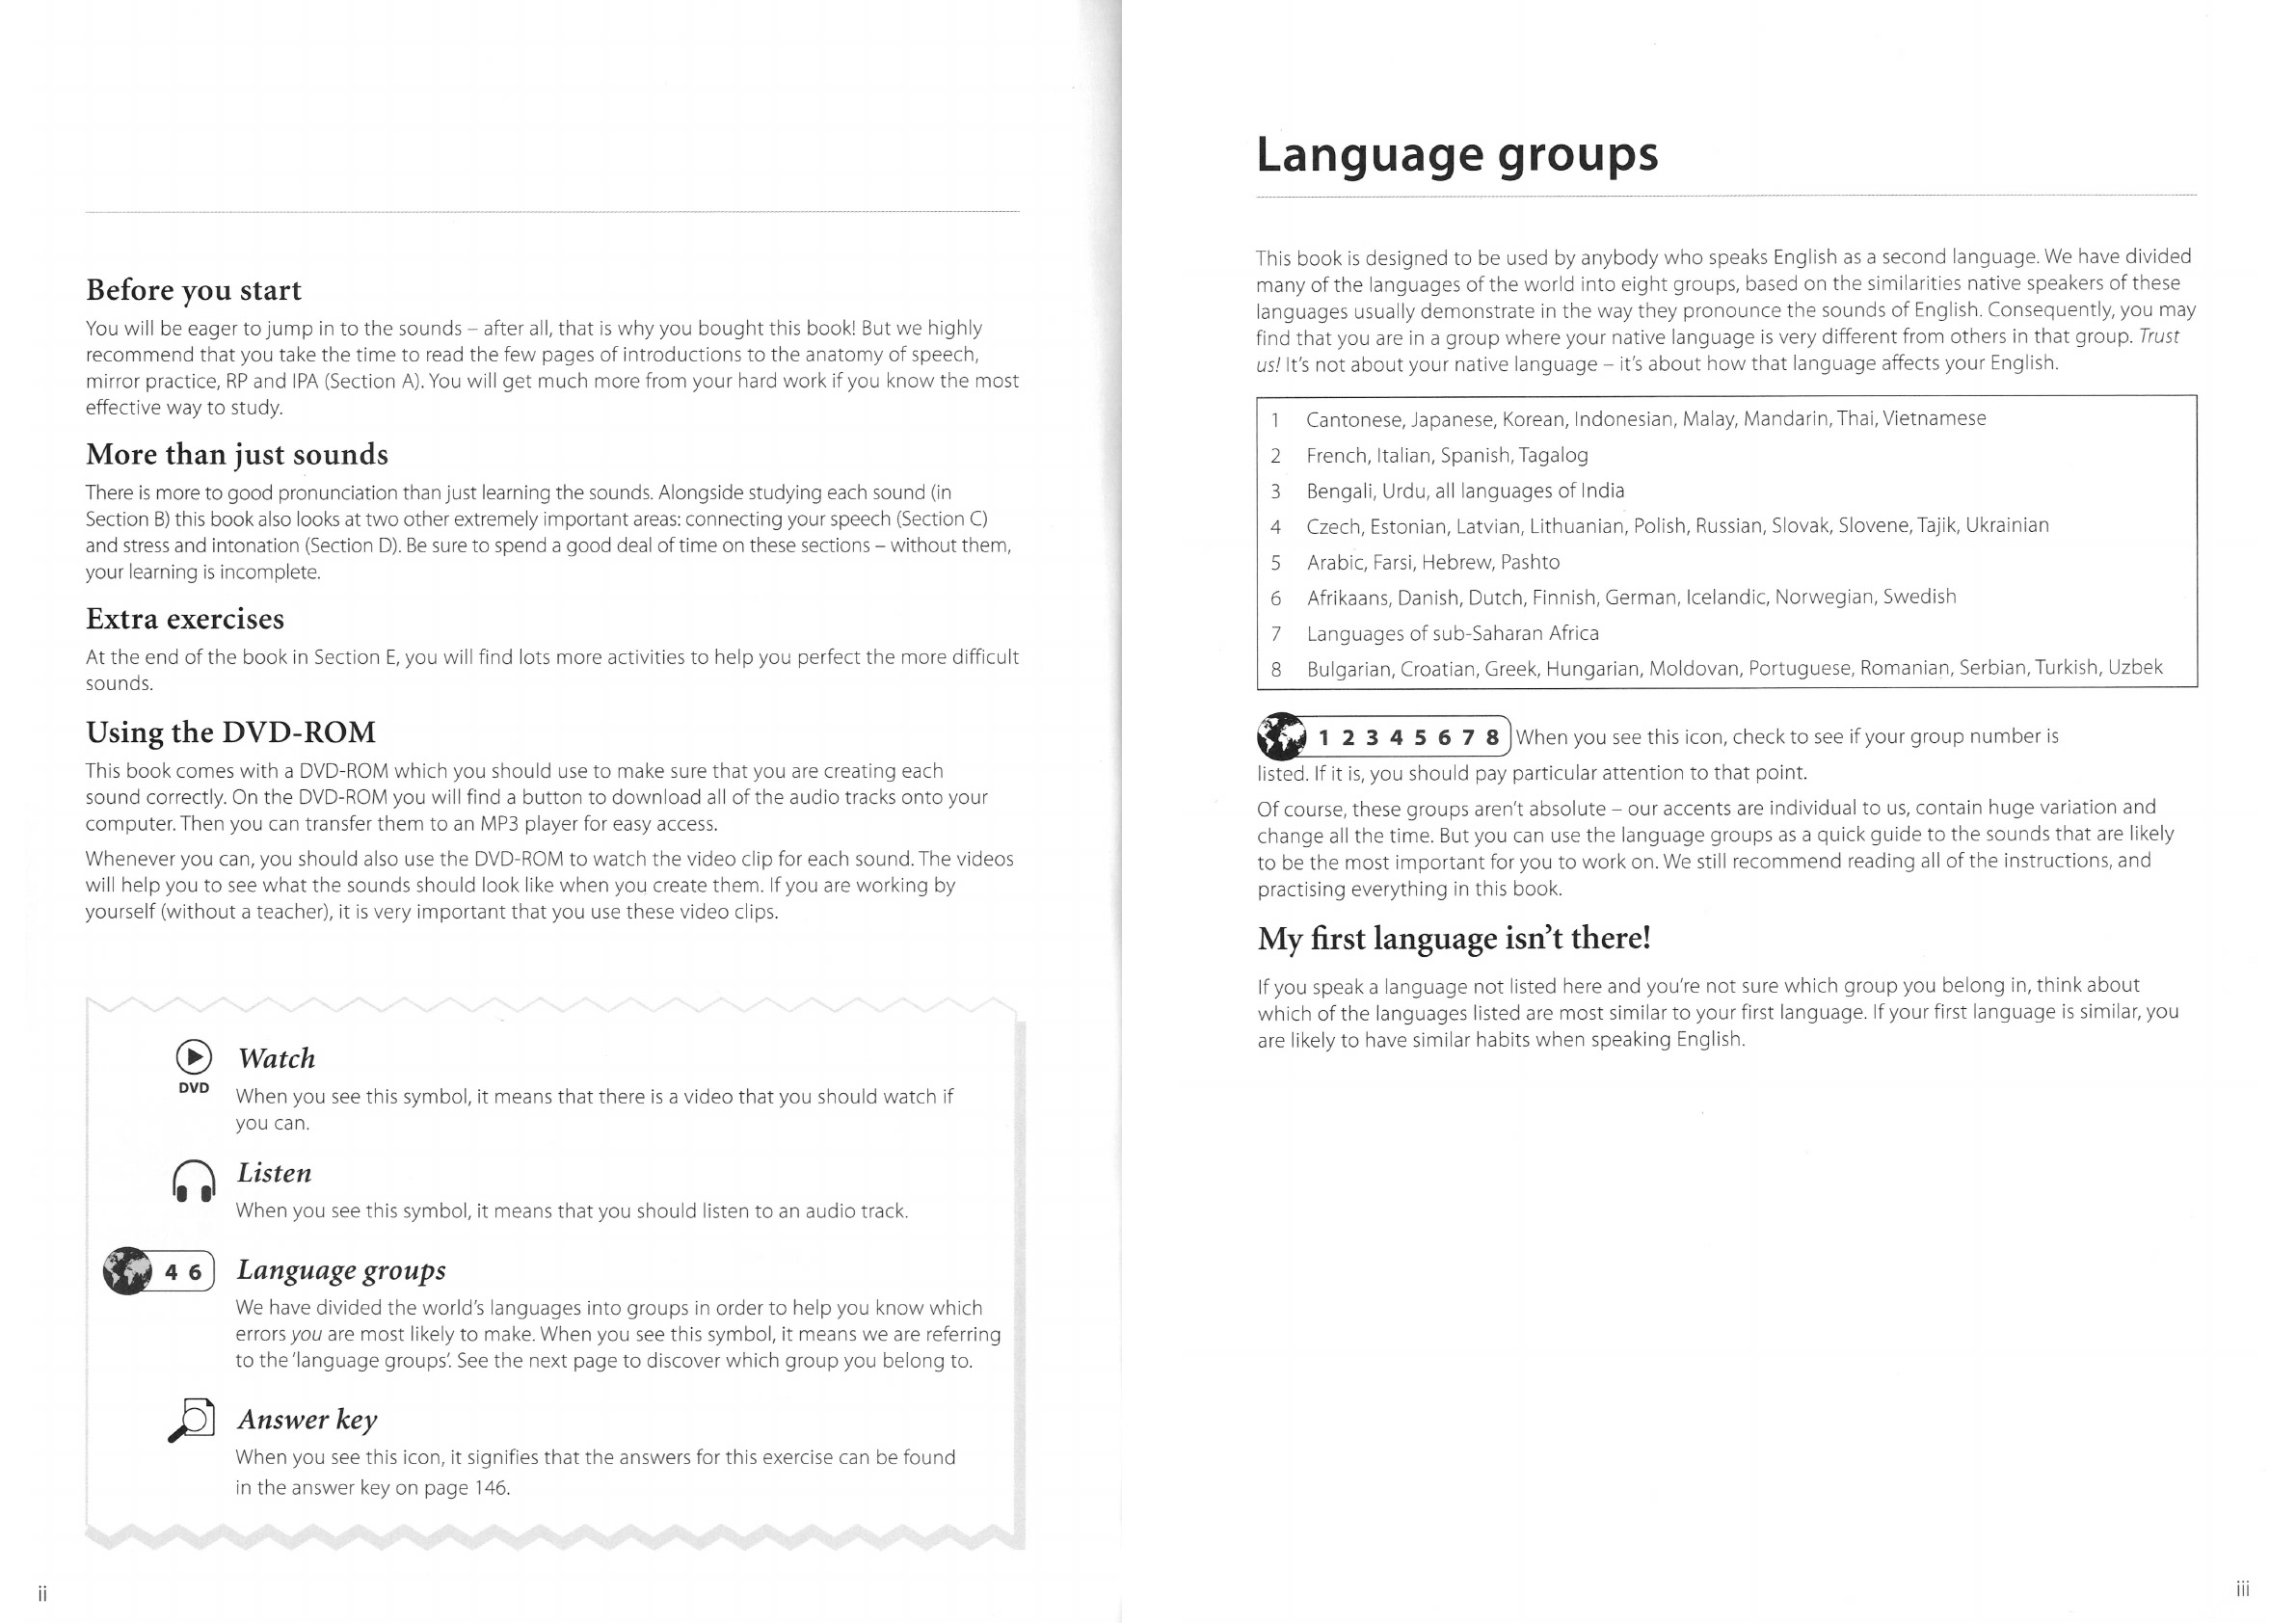 Before you start
You will be eager to jump in to the sounds – after all, that is why you bought this book! But we highly
recommend that you take the time to read the few pages of introductions to the anatomy of speech,
mirror practice, RP and IPA (Section A). You will get much more from your hard work if you know the most
effective way to study.
More than just sounds
There is more to good pronunciation than just learning the sounds. Alongside studying each sound (in
Section B) this book also looks at two other extremely important areas: connecting your speech (Section C)
and stress and intonation (Section D). Be sure to spend a good deal of time on these sections – without them,
your learning is incomplete.
Extra exercises
At the end of the book in Section E, you will find lots more activities to help you perfect the more difficult
sounds.
Using the DVD-ROM
This book comes with a DVD-ROM which you should use to make sure that you are creating each
sound correctly. On the DVD-ROM you will find a button to download all of the audio tracks onto your
computer. Then you can transfer them to an MP3 player for easy access.
Whenever you can, you should also use the DVD-ROM to watch the video clip for each sound. The videos
will help you to see what the sounds should look like when you create them. If you are working by
yourself (without a teacher), it is very important that you use these video clips.
Watch
DVD
When you see this symbol, it means that there is a video that you should watch if
you can.
Listen
When you see this symbol, it means that you should listen to an audio track.
4 6 Language groups
We have divided the world's languages into groups in order to help you know which
errors you are most likely to make. When you see this symbol, it means we are referring
to the 'language groups'. See the next page to discover which group you belong to.
Answer key
When you see this icon, it signifies that the answers for this exercise can be found
in the answer key on page 146.
ii
Language groups
This book is designed to be used by anybody who speaks English as a second language. We have divided
many of the languages of the world into eight groups, based on the similarities native speakers of these
languages usually demonstrate in the way they pronounce the sounds of English. Consequently, you may
find that you are in a group where your native language is very different from others in that group. Trust
us! It's not about your native language – it's about how that language affects your English.
1 Cantonese, Japanese, Korean, Indonesian, Malay, Mandarin, Thai, Vietnamese
2 French, Italian, Spanish, Tagalog
3 Bengali, Urdu, all languages of India
4 Czech, Estonian, Latvian, Lithuanian, Polish, Russian, Slovak, Slovene, Tajik, Ukrainian
5 Arabic, Farsi, Hebrew, Pashto
6 Afrikaans, Danish, Dutch, Finnish, German, Icelandic, Norwegian, Swedish
7 Languages of sub-Saharan Africa
8 Bulgarian, Croatian, Greek, Hungarian, Moldovan, Portuguese, Romanian, Serbian, Turkish, Uzbek
1 2 3 4 5 6 7 8 When you see this icon, check to see if your group number is
listed. If it is, you should pay particular attention to that point.
Of course, these groups aren't absolute – our accents are individual to us, contain huge variation and
change all the time. But you can use the language groups as a quick guide to the sounds that are likely
to be the most important for you to work on. We still recommend reading all of the instructions, and
practising everything in this book.
My first language isn't there!
If you speak a language not listed here and you're not sure which group you belong in, think about
which of the languages listed are most similar to your first language. If your first language is similar, you
are likely to have similar habits when speaking English.
iii